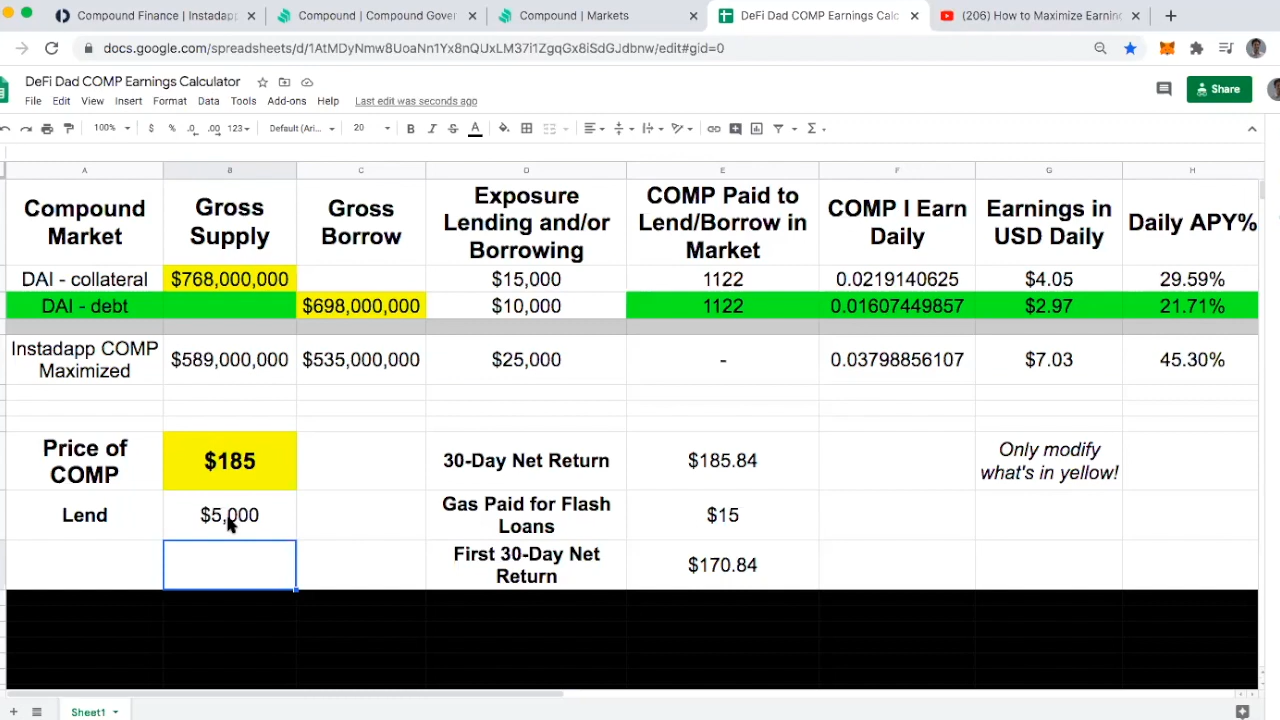 Compound Finance | Instadapp
Compound | Compound Gover
Compound | Markets
DeFi Dad COMP Earnings Calc
(206) How to Maximize Earning
docs.google.com/spreadsheets/d/1AtMDyNmw8UoaNn1Yx8nQUxLM37i1ZgqGx8iSdGJdbnw/edit#gid=0
DeFi Dad COMP Earnings Calculator
File Edit View Insert Format Data Tools Add-ons Help Last edit was seconds ago
Share
100% $ % .0 .00 123 Default (Ari... 20 B I S A
A B C D E F G H
Compound Market
Gross Supply
Gross Borrow
Exposure Lending and/or Borrowing
COMP Paid to Lend/Borrow in Market
COMP I Earn Daily
Earnings in USD Daily
Daily APY%
DAI - collateral $768,000,000 $15,000 1122 0.0219140625 $4.05 29.59%
DAI - debt $698,000,000 $10,000 1122 0.01607449857 $2.97 21.71%
Instadapp COMP Maximized $589,000,000 $535,000,000 $25,000 - 0.03798856107 $7.03 45.30%
Price of COMP $185 30-Day Net Return $185.84 Only modify what's in yellow!
Lend $5,000 Gas Paid for Flash Loans $15
First 30-Day Net Return $170.84
Sheet1